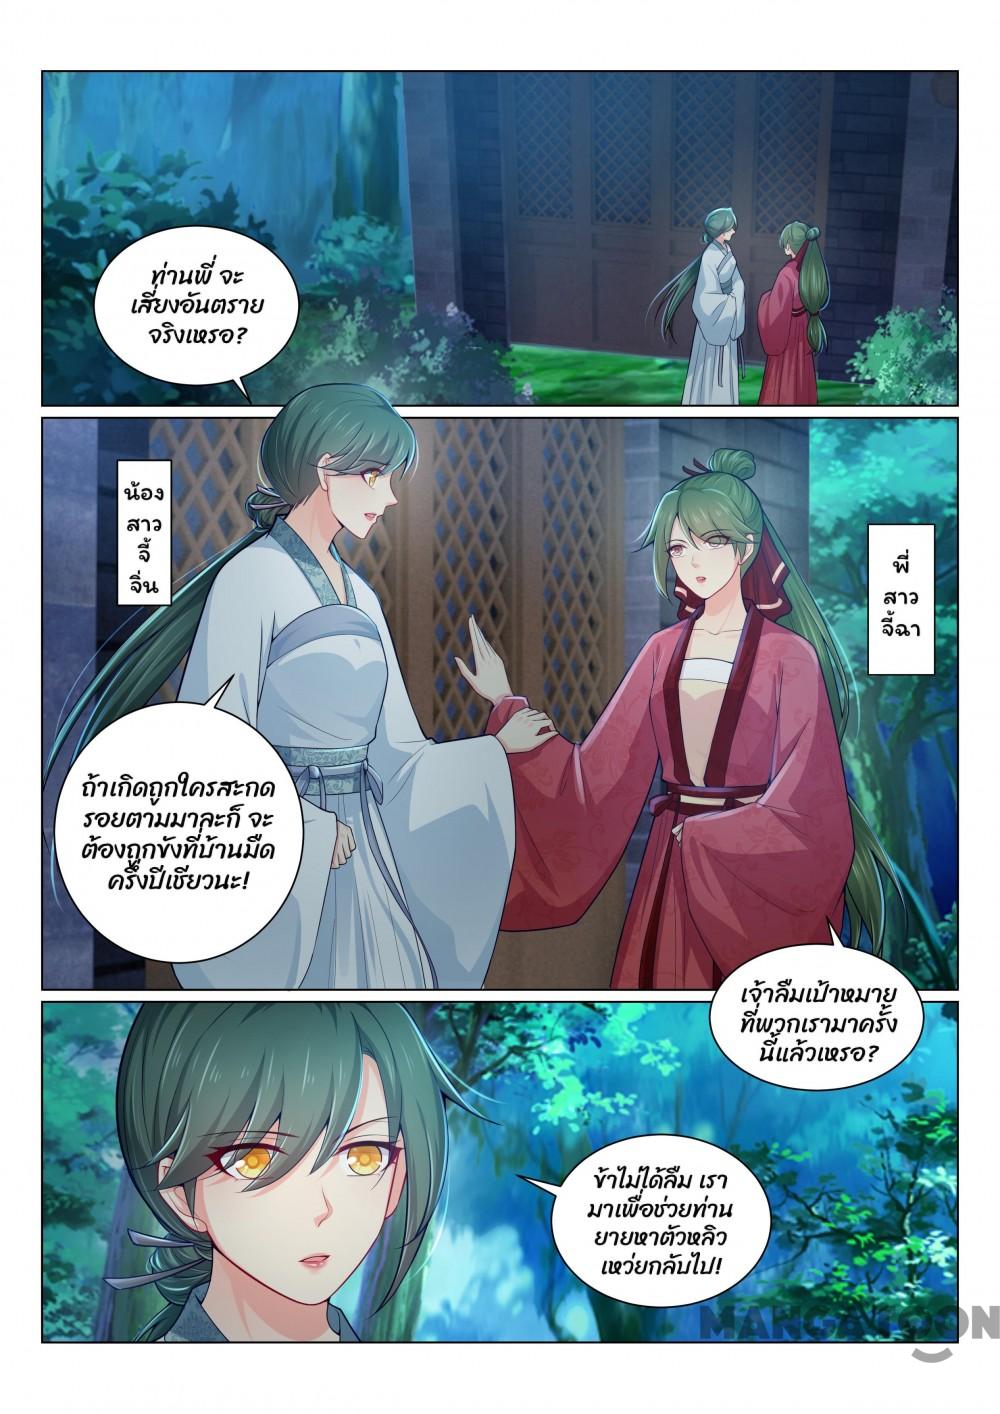 ท่านพี่ จะ
เสี่ยงอันตราย
จริงเหรอ?
น้อง
สาว
จี้
จิ่น
พี่
สาว
จี้ฉา
ถ้าเกิดถูกใครสะกด
รอยตามมาละก็ จะ
ต้องถูกขังที่บ้านมืด
ครึ่งปีเชียวนะ!
เจ้าลืมเป้าหมาย
ที่พวกเรามาครั้ง
นี้แล้วเหรอ?
ข้าไม่ได้ลืม เรา
มาเพื่อช่วยท่าน
ยายหาตัวหลิว
เหว่ยกลับไป!
MANGATOON